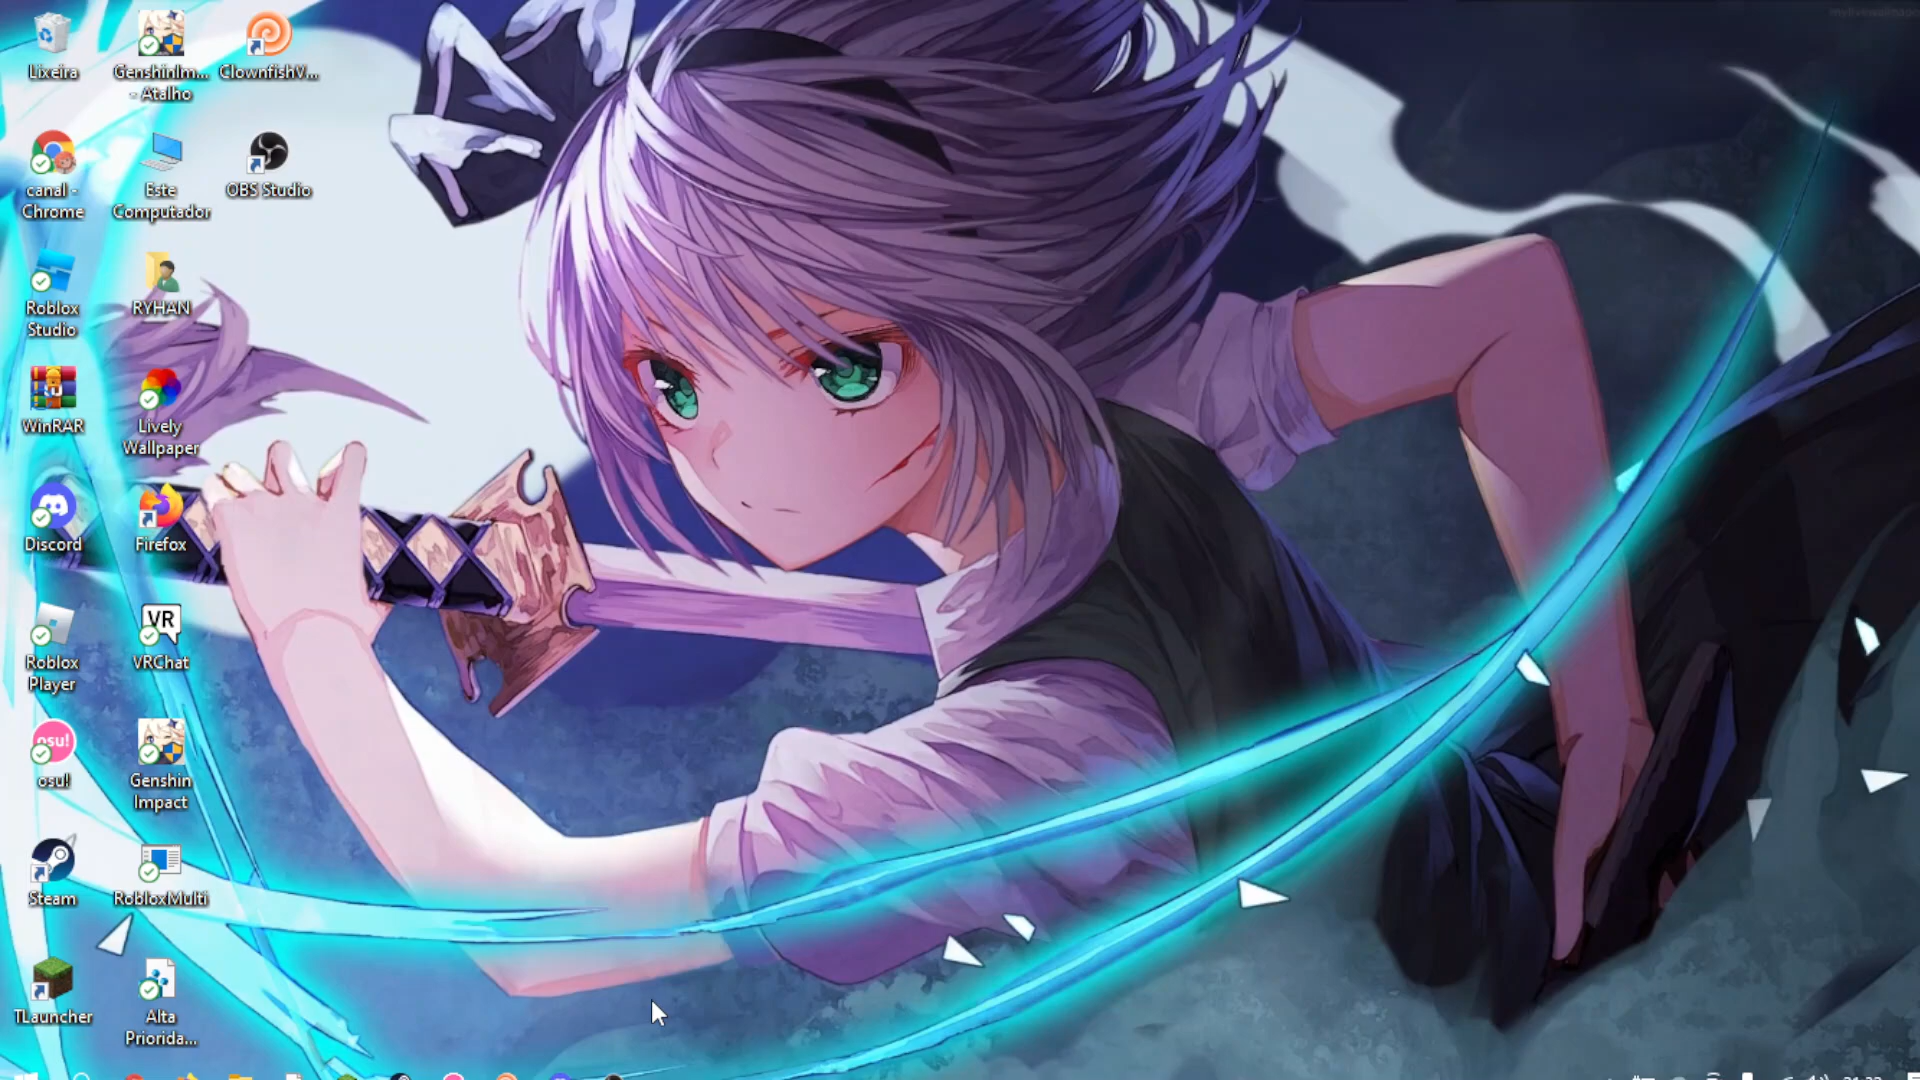 Lixeira
GenshinIm...
- Atalho
ClownfishV...
canal -
Chrome
Este
Computador
OBS Studio
Roblox
Studio
RYHAN
WinRAR
Lively
Wallpaper
Discord
Firefox
Roblox
Player
VR
VRChat
osu!
osu!
Genshin
Impact
Steam
RobloxMulti
TLauncher
Alta
Priorida...